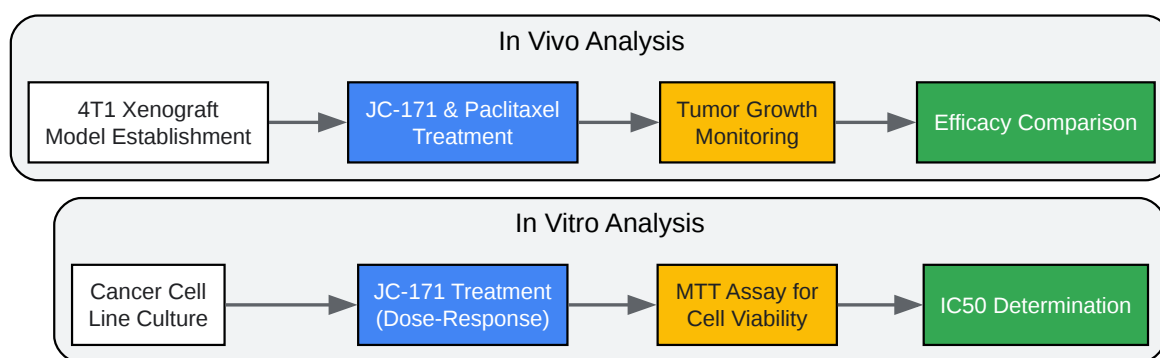 In Vivo Analysis
4T1 Xenograft
Model Establishment
JC-171 & Paclitaxel
Treatment
Tumor Growth
Monitoring
Efficacy Comparison
In Vitro Analysis
Cancer Cell
Line Culture
JC-171 Treatment
(Dose-Response)
MTT Assay for
Cell Viability
IC50 Determination